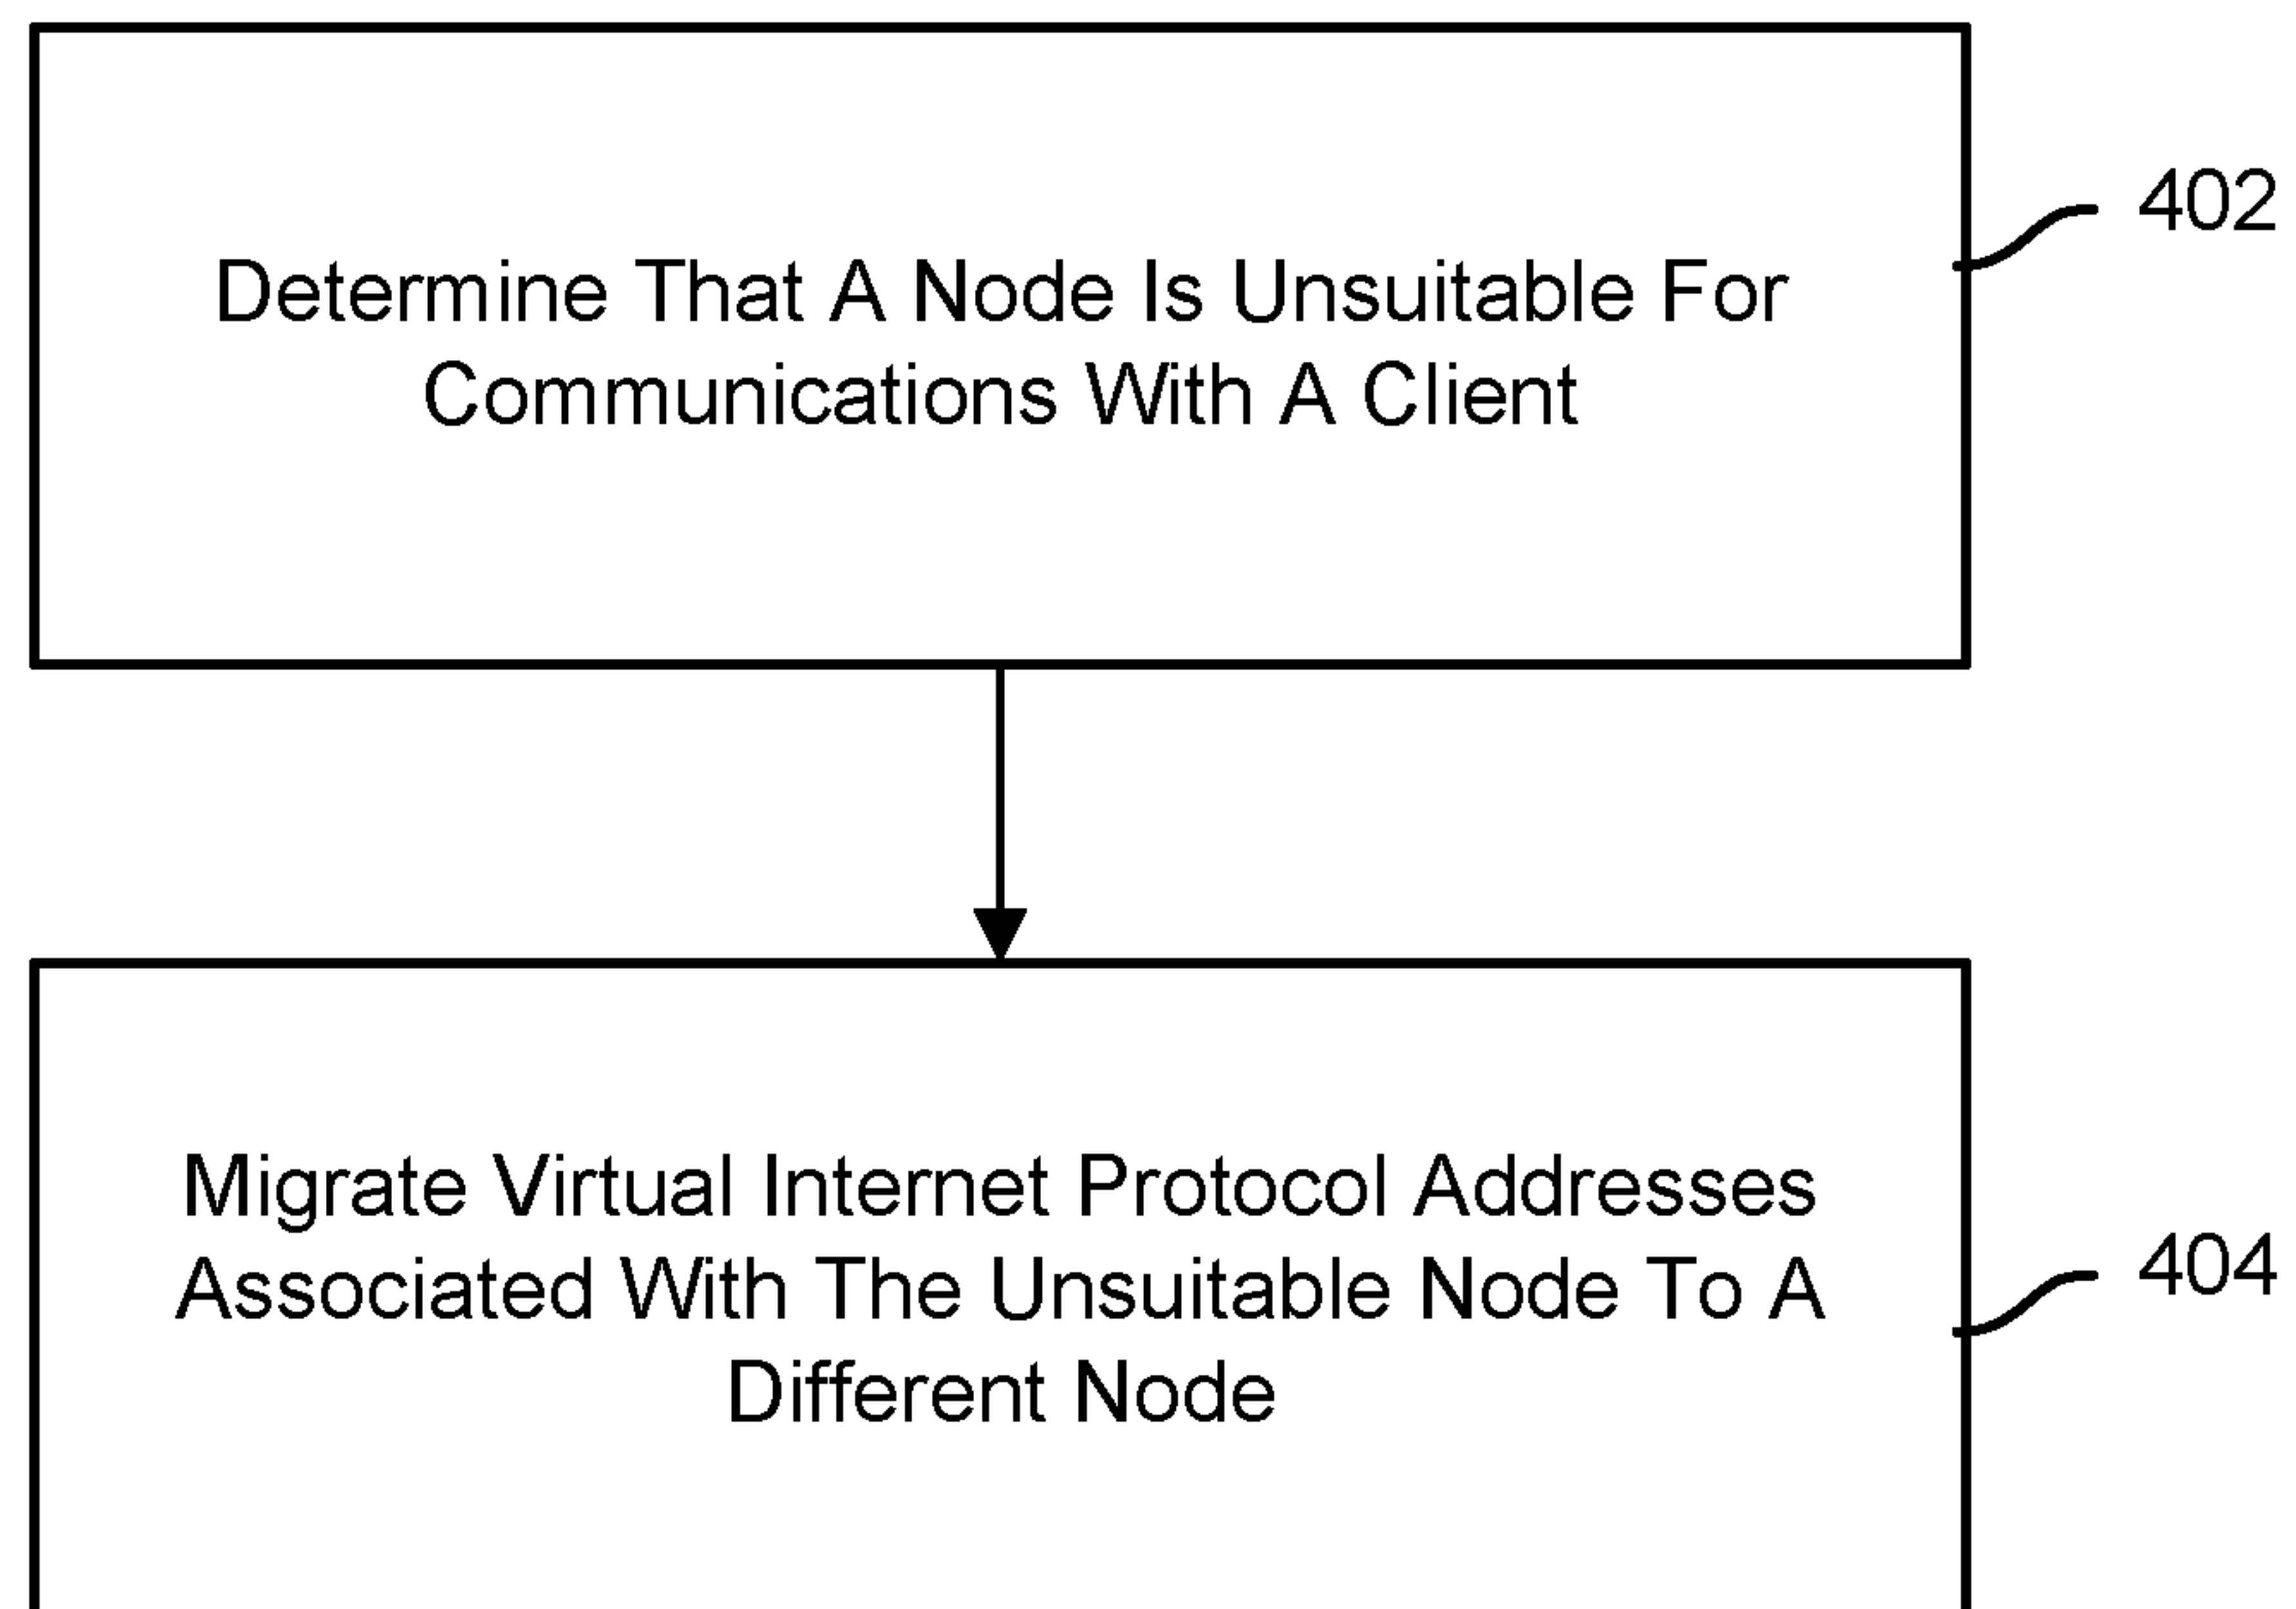 402
Determine That A Node Is Unsuitable For
Communications With A Client
Migrate Virtual Internet Protocol Addresses
Associated With The Unsuitable Node To A
404
Different Node